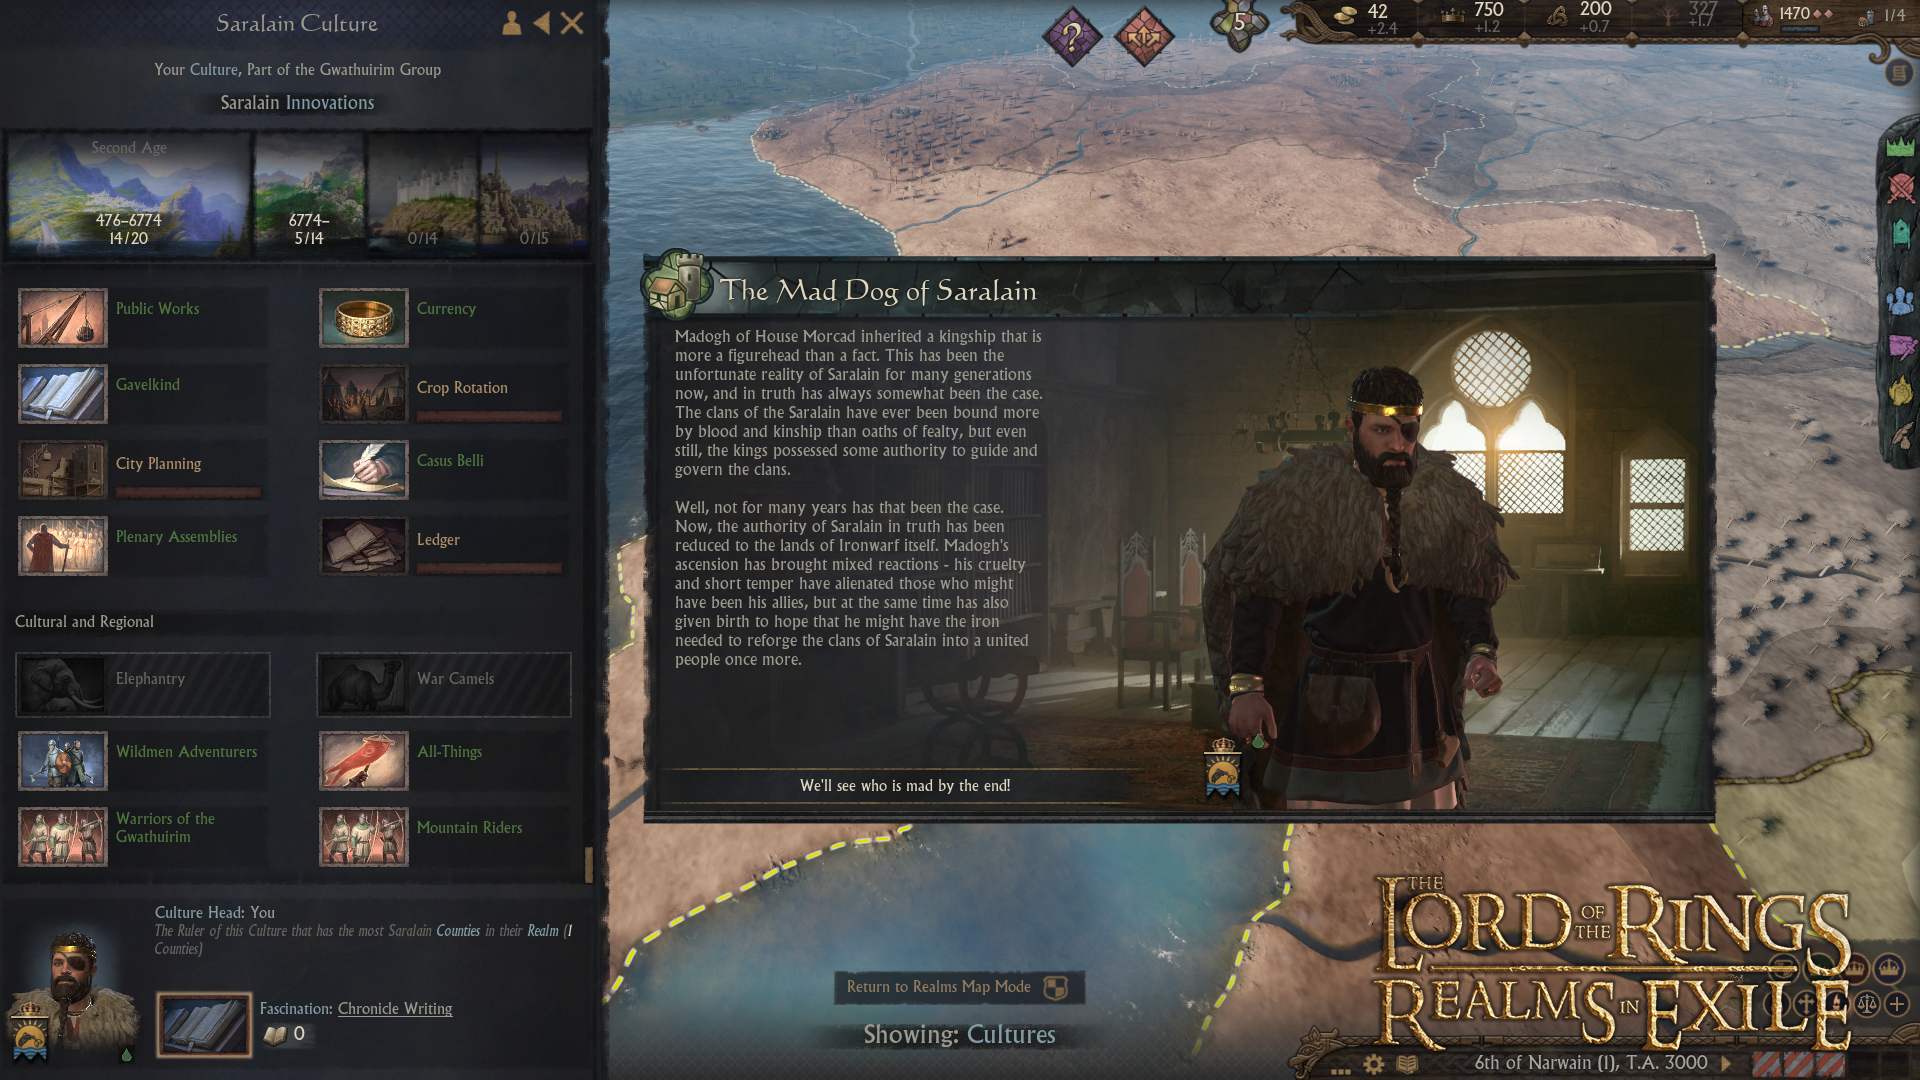 Saralain Culture
Your Culture, Part of the Gwathuirim Group
Saralain Innovations
Second Age
476–6774
14/20
6774–
5/14
0/14
0/15
Public Works
Currency
Gavelkind
Crop Rotation
City Planning
Casus Belli
Plenary Assemblies
Ledger
Cultural and Regional
Elephantry
War Camels
Wildmen Adventurers
All-Things
Warriors of the
Gwathuirim
Mountain Riders
Culture Head: You
The Ruler of this Culture that has the most Saralain Counties in their Realm (1
Counties)
Fascination: Chronicle Writing
0
5
42
+2.4
750
+1.2
200
+0.7
327
+1.7
1470
1/4
The Mad Dog of Saralain
Madogh of House Morcad inherited a kingship that is
more a figurehead than a fact. This has been the
unfortunate reality of Saralain for many generations
now, and in truth has always somewhat been the case.
The clans of the Saralain have ever been bound more
by blood and kinship than oaths of fealty, but even
still, the kings possessed some authority to guide and
govern the clans.
Well, not for many years has that been the case.
Now, the authority of Saralain in truth has been
reduced to the lands of Ironwarf itself. Madogh's
ascension has brought mixed reactions - his cruelty
and short temper have alienated those who might
have been his allies, but at the same time has also
given birth to hope that he might have the iron
needed to reforge the clans of Saralain into a united
people once more.
We'll see who is mad by the end!
Return to Realms Map Mode
Showing: Cultures
THE
LORD OF THE RINGS
REALMS IN EXILE
6th of Narwain (1), T.A. 3000